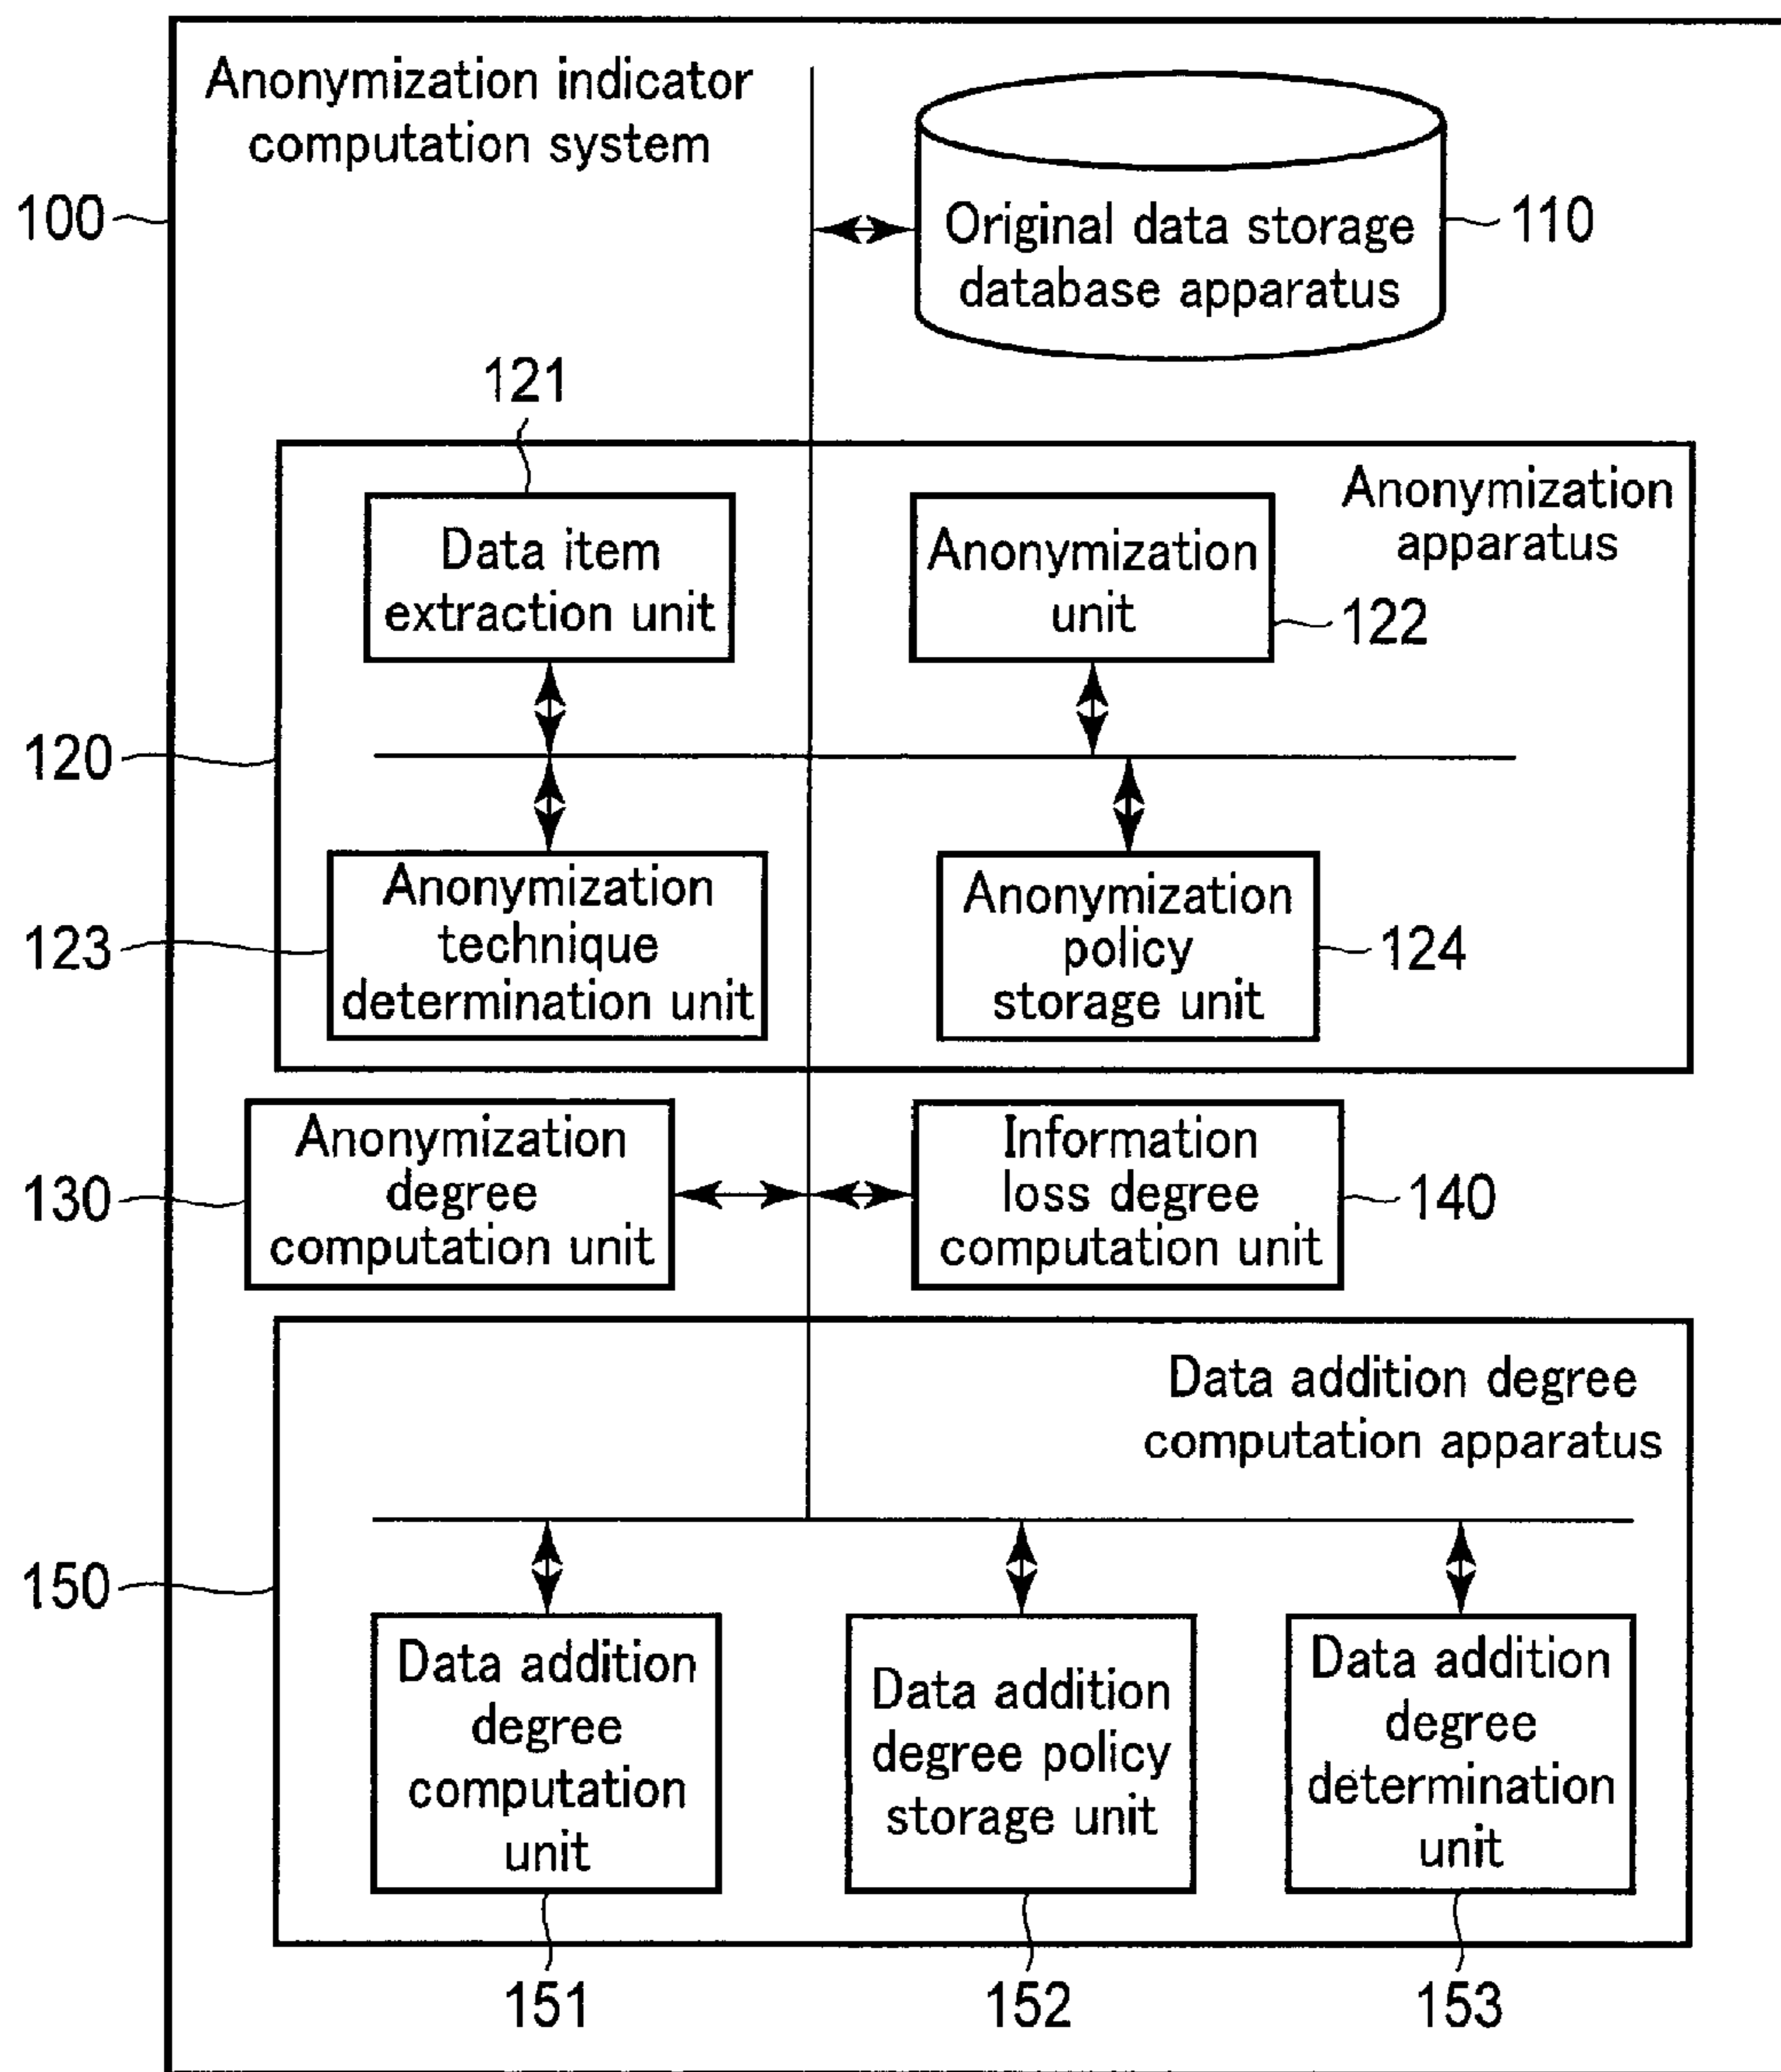 Anonymization indicator
computation system
100
Original data storage
database apparatus
110
121
Anonymization
apparatus
Data item
extraction unit
Anonymization
unit
122
120
Anonymization
technique
determination unit
123
Anonymization
policy
storage unit
124
Anonymization
degree
computation unit
130
Information
loss degree
computation unit
140
Data addition degree
computation apparatus
150
Data addition
degree
computation
unit
Data addition
degree policy
storage unit
Data addition
degree
determination
unit
151
152
153